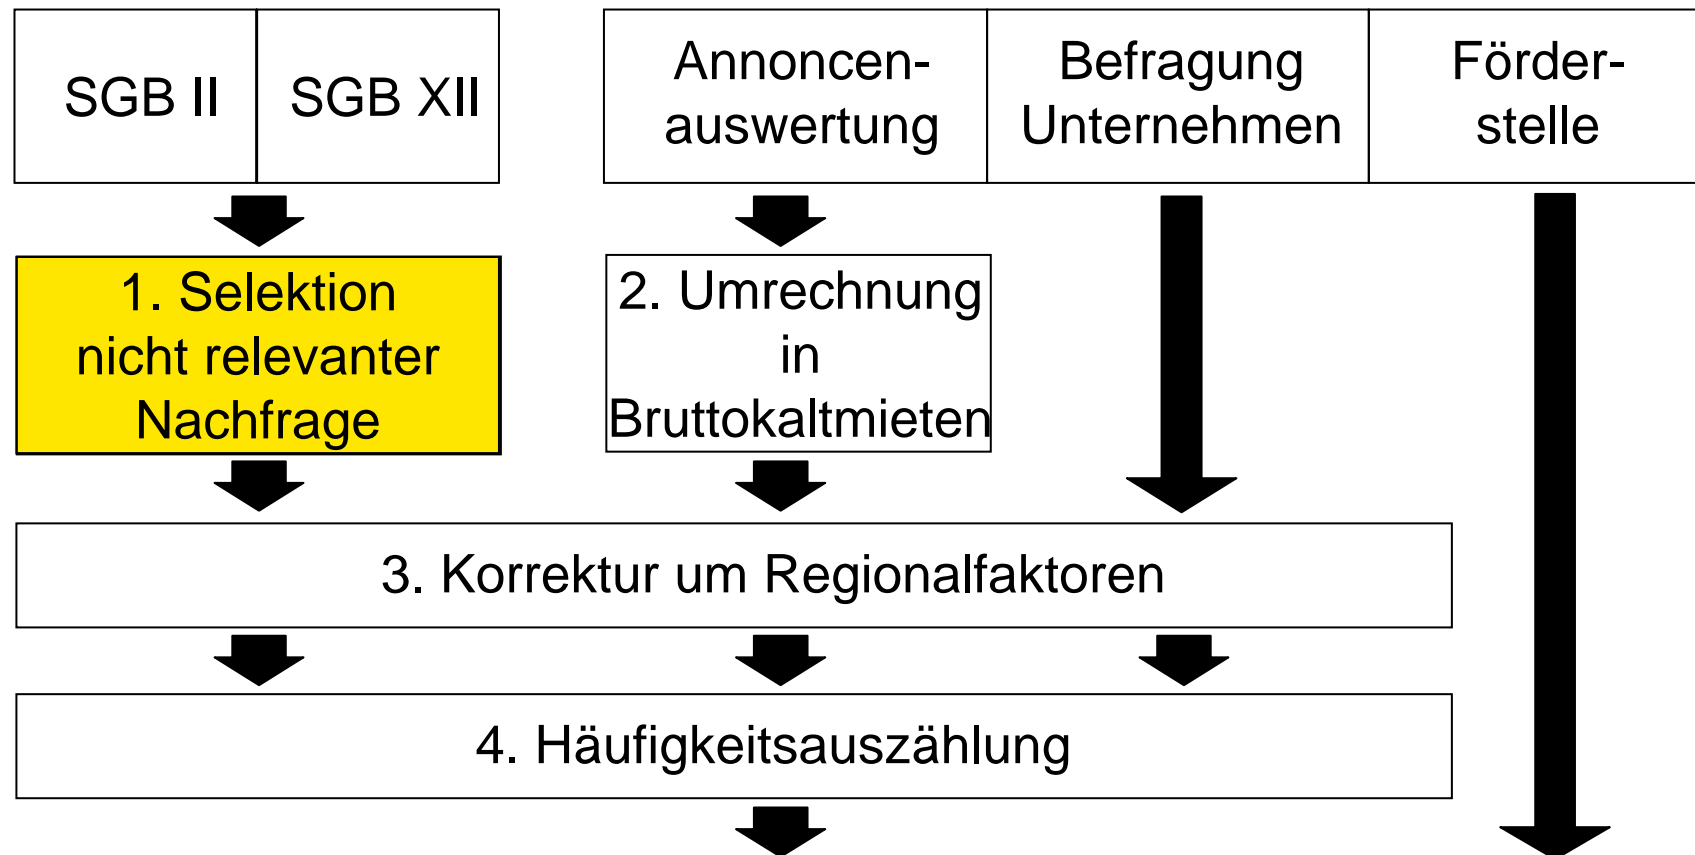 SGB II
SGB XII
Annoncen-
auswertung
Befragung
Unternehmen
Förder-
stelle
1. Selektion
nicht relevanter
Nachfrage
2. Umrechnung
in
Bruttokaltmieten
3. Korrektur um Regionalfaktoren
4. Häufigkeitsauszählung